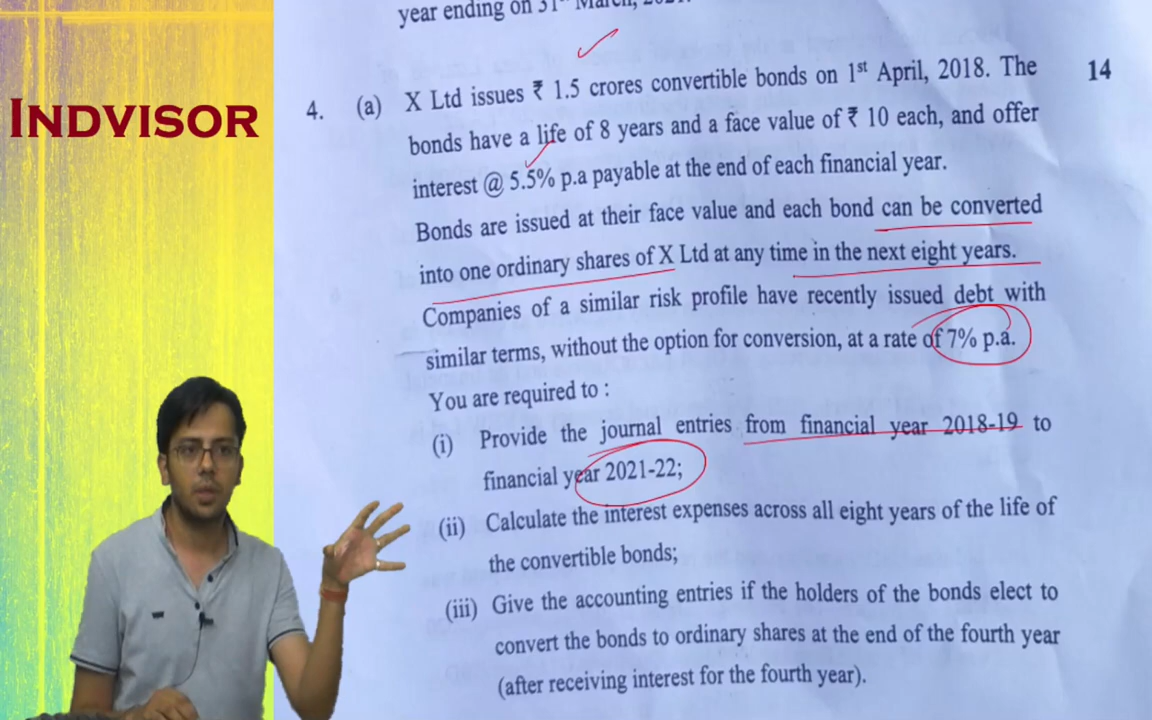 INDVISOR
year ending on 31st March, 2021.
4. (a) X Ltd issues ₹ 1.5 crores convertible bonds on 1st April, 2018. The 14
bonds have a life of 8 years and a face value of ₹ 10 each, and offer
interest @ 5.5% p.a payable at the end of each financial year.
Bonds are issued at their face value and each bond can be converted
into one ordinary shares of X Ltd at any time in the next eight years.
Companies of a similar risk profile have recently issued debt with
similar terms, without the option for conversion, at a rate of 7% p.a.
You are required to :
(i) Provide the journal entries from financial year 2018-19 to
financial year 2021-22;
(ii) Calculate the interest expenses across all eight years of the life of
the convertible bonds;
(iii) Give the accounting entries if the holders of the bonds elect to
convert the bonds to ordinary shares at the end of the fourth year
(after receiving interest for the fourth year).